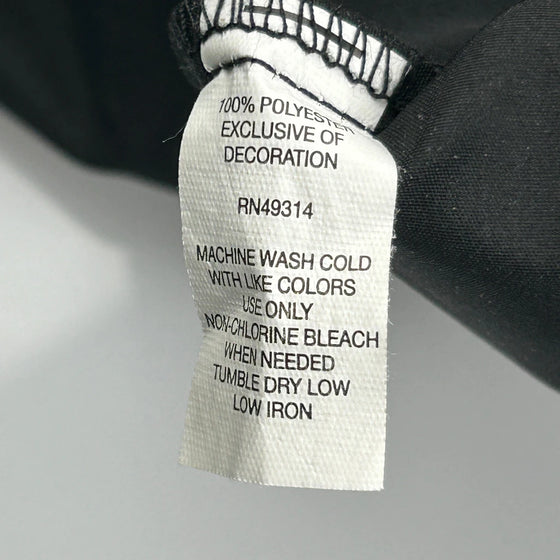 100% POLYESTER
EXCLUSIVE OF
DECORATION
RN49314
MACHINE WASH COLD
WITH LIKE COLORS
USE ONLY
NON-CHLORINE BLEACH
WHEN NEEDED
TUMBLE DRY LOW
LOW IRON